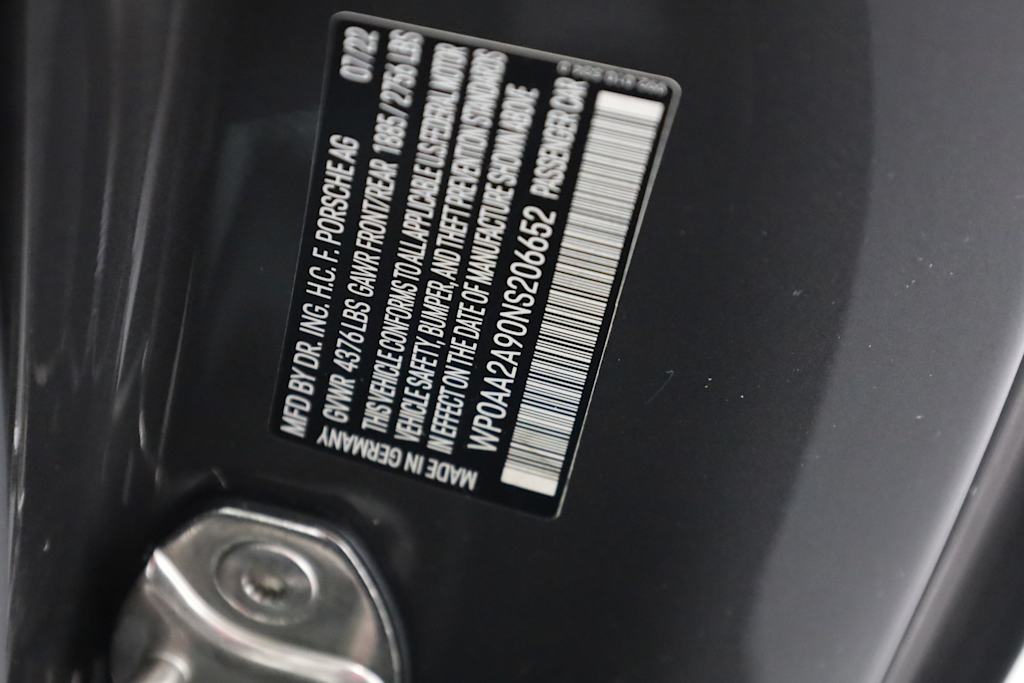 MFD BY DR. ING. H.C. F. PORSCHE AG 07/22
GVWR 4376 LBS GAWR FRONT/REAR 1885 / 2756 LBS
THIS VEHICLE CONFORMS TO ALL APPLICABLE US FEDERAL MOTOR
VEHICLE SAFETY, BUMPER, AND THEFT PREVENTION STANDARDS
IN EFFECT ON THE DATE OF MANUFACTURE SHOWN ABOVE.
WP0AA2A90NS206652 PASSENGER CAR
MADE IN GERMANY